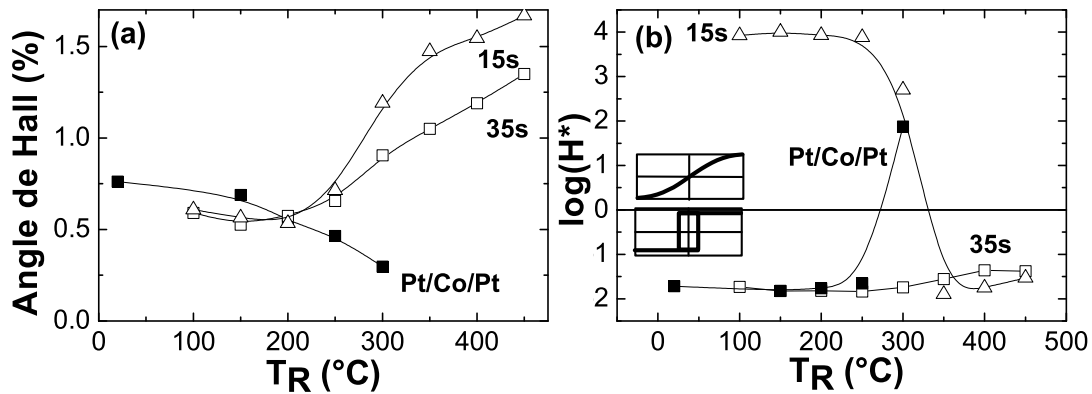 (a)
Angle de Hall (%)
1.5
1.0
0.5
0.0
15s
35s
Pt/Co/Pt
0 100 200 300 400
T_R (°C)
(b)
log(H*)
4
3
2
1
0
1
2
15s
Pt/Co/Pt
35s
0 100 200 300 400 500
T_R (°C)